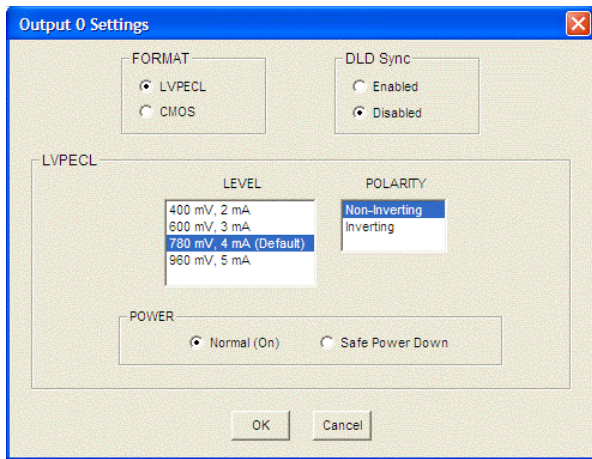 Output 0 Settings
FORMAT
LVPECL
CMOS
DLD Sync
Enabled
Disabled
LVPECL
LEVEL
400 mV, 2 mA
600 mV, 3 mA
780 mV, 4 mA (Default)
960 mV, 5 mA
POLARITY
Non-Inverting
Inverting
POWER
Normal (On)
Safe Power Down
OK
Cancel